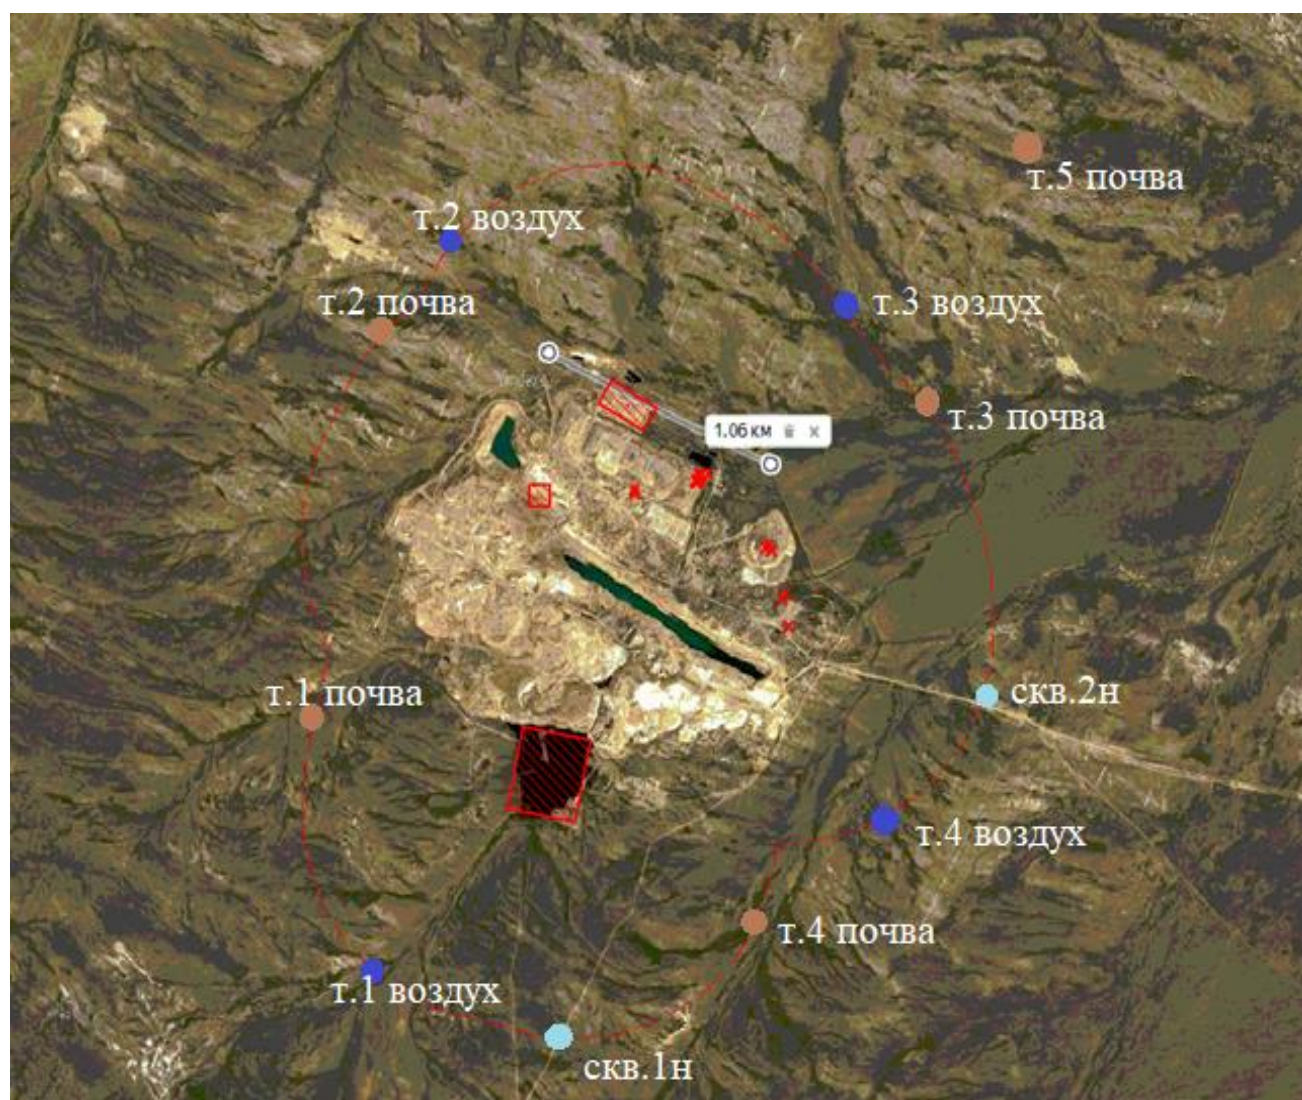 т.5 почва
т.2 воздух
т.2 почва
т.3 воздух
т.3 почва
1.06 км
т.1 почва
скв.2н
т.4 воздух
т.4 почва
т.1 воздух
скв.1н